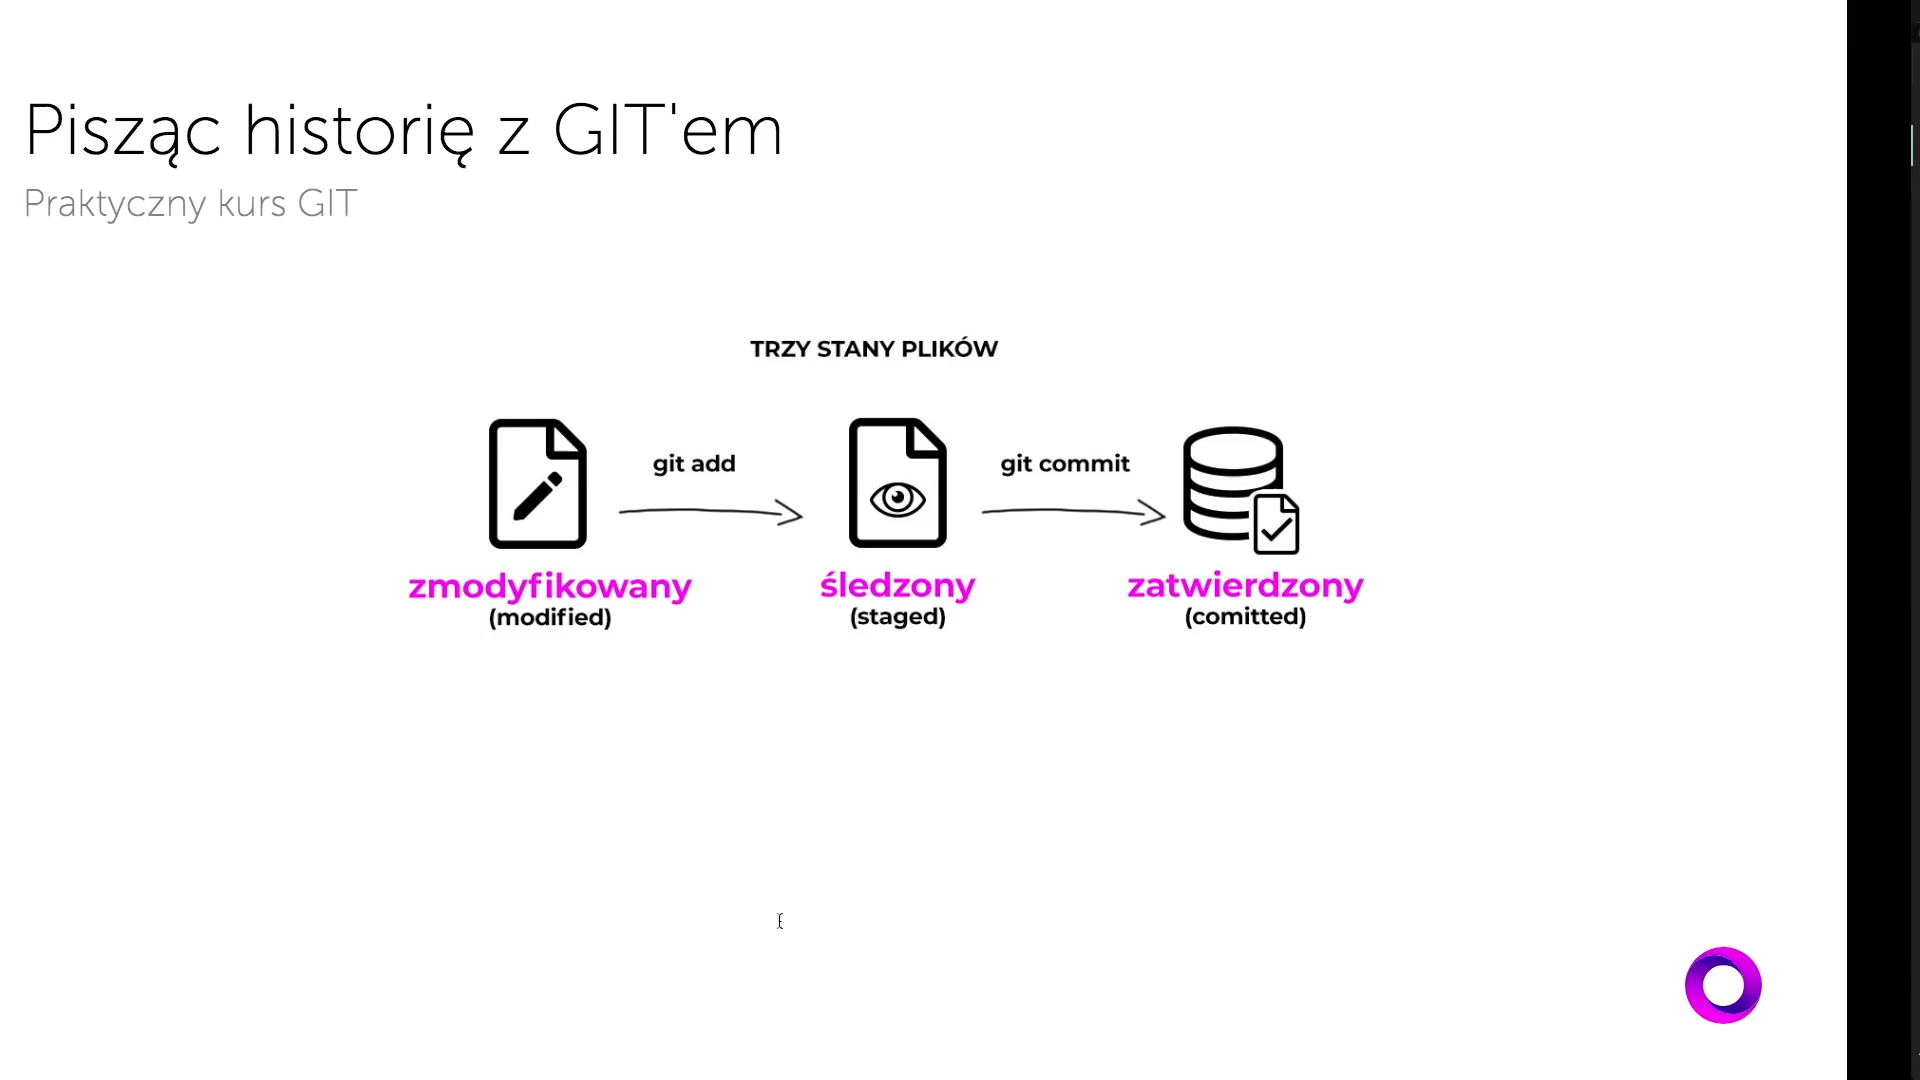 Pisząc historię z GIT'em
Praktyczny kurs GIT
TRZY STANY PLIKÓW
git add
git commit
zmodyfikowany
śledzony
zatwierdzony
(modified)
(staged)
(comitted)